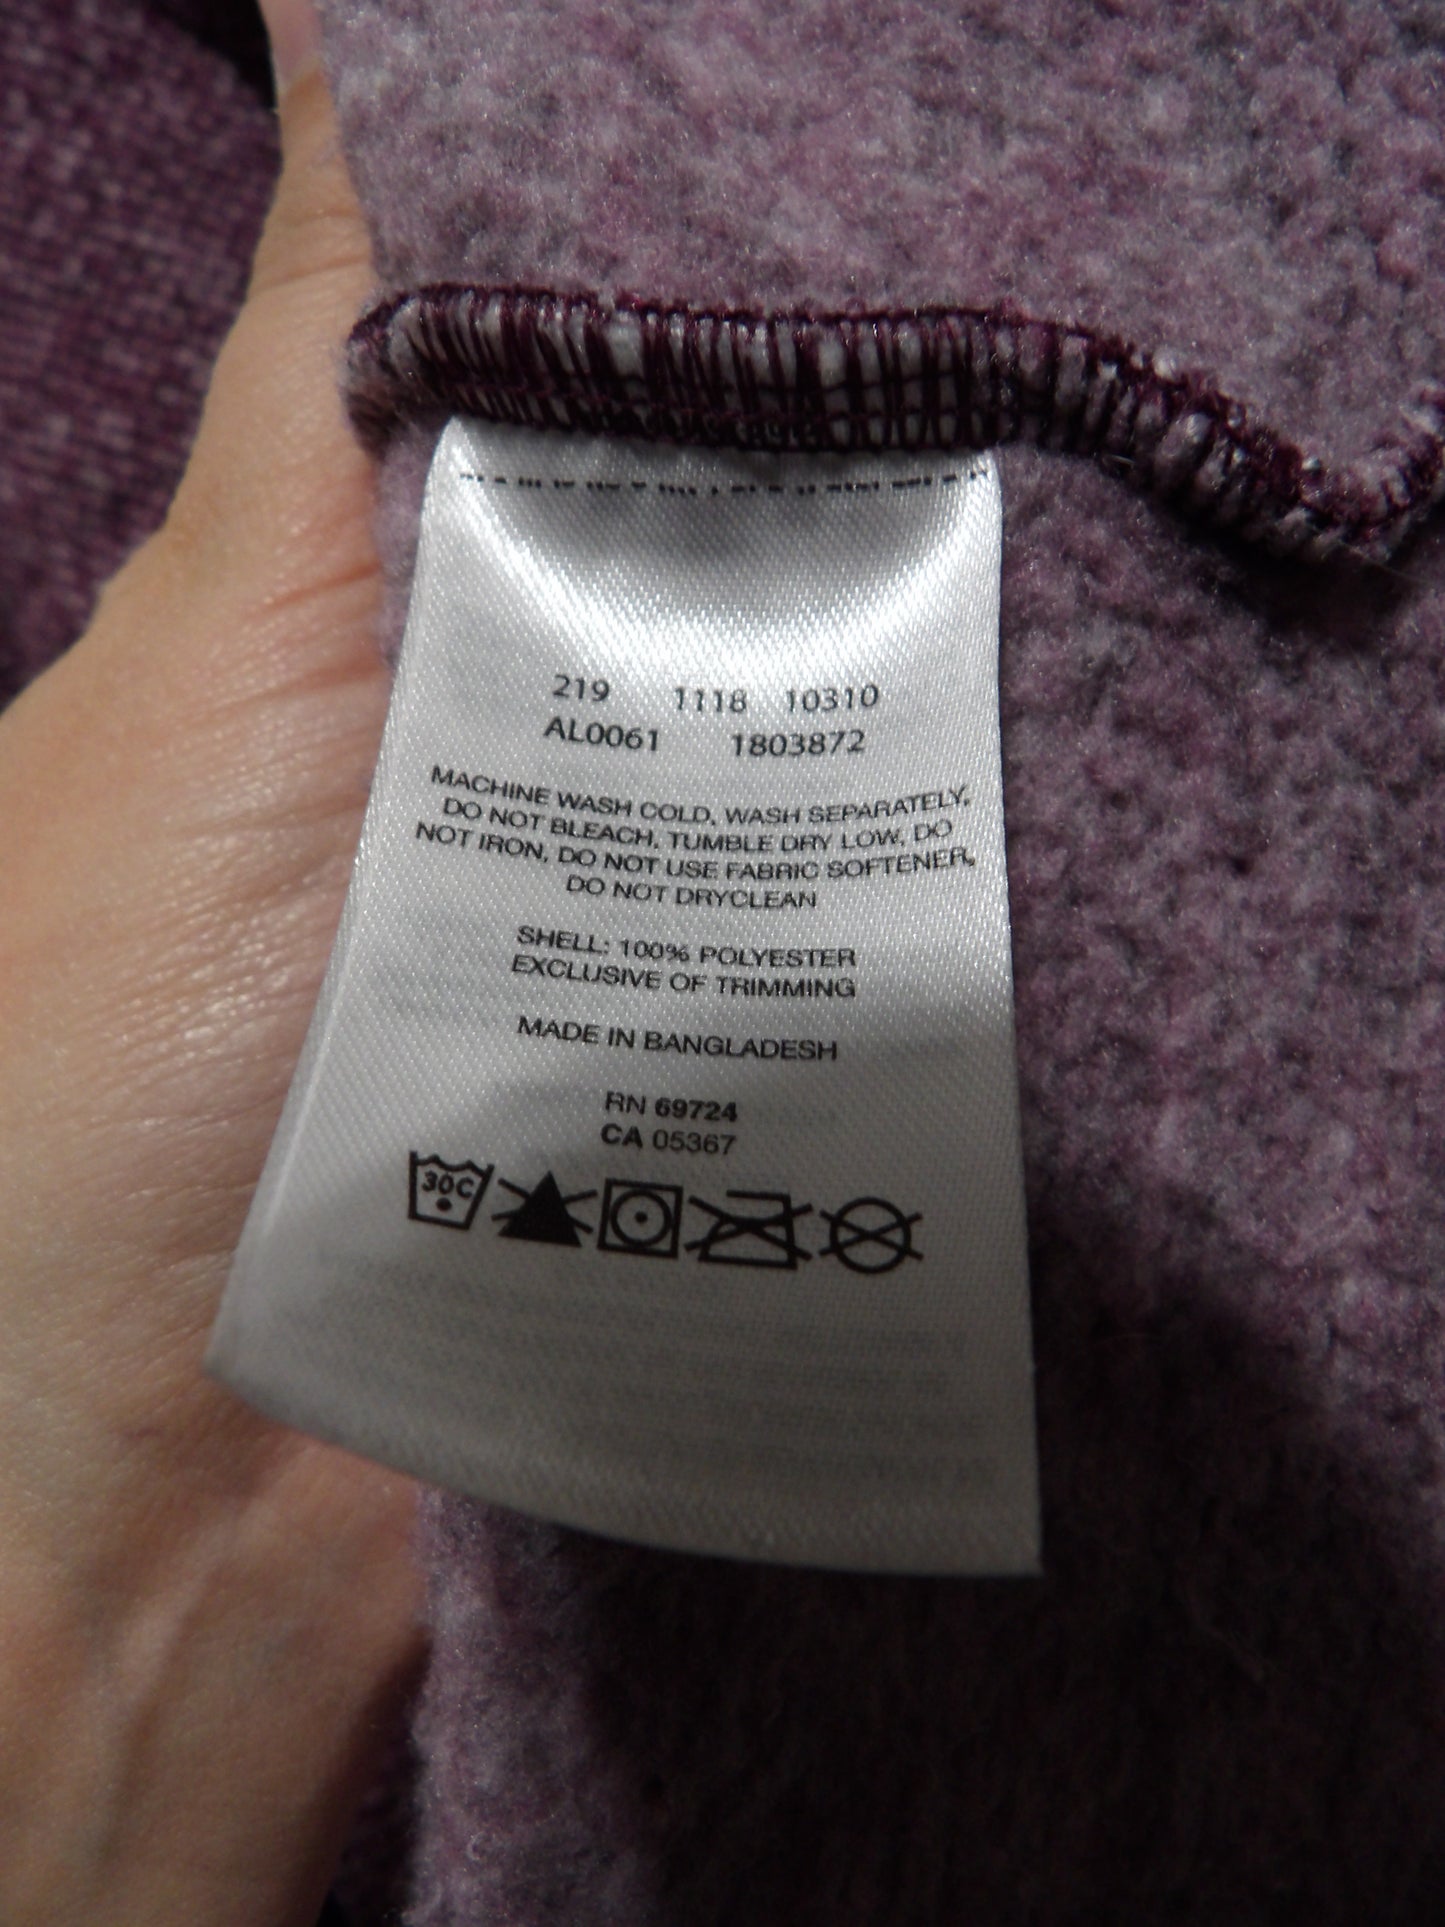 219 1118 10310
AL0061 1803872
MACHINE WASH COLD, WASH SEPARATELY,
DO NOT BLEACH, TUMBLE DRY LOW, DO
NOT IRON, DO NOT USE FABRIC SOFTENER,
DO NOT DRYCLEAN
SHELL: 100% POLYESTER
EXCLUSIVE OF TRIMMING
MADE IN BANGLADESH
RN 69724
CA 05367
30C